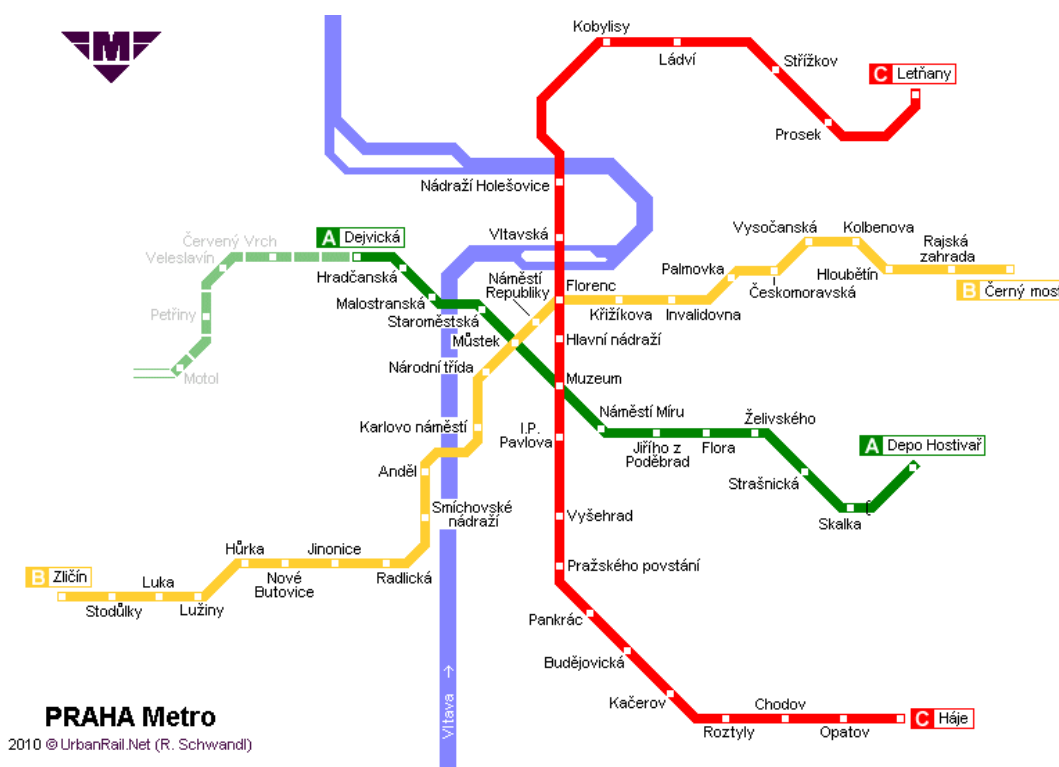 M
Kobylisy
Ládví
Střížkov
C Letňany
Prosek
Nádraží Holešovice
Vltavská
Červený Vrch
Veleslavín
A Dejvická
Hradčanská
Petřiny
Malostranská
Staroměstská
Motol
Náměstí
Republiky
Florenc
Křižíkova
Invalidovna
Palmovka
Českomoravská
Vysočanská
Kolbenova
Hloubětín
Rajská
zahrada
B Černý most
Můstek
Hlavní nádraží
Národní třída
Muzeum
Karlovo náměstí
I.P.
Pavlova
Náměstí Míru
Jiřího z
Poděbrad
Flora
Želivského
A Depo Hostivař
Strašnická
Skalka
Anděl
Smíchovské
nádraží
Vyšehrad
Hůrka
Jinonice
Nové
Butovice
Radlická
Pražského povstání
B Zličín
Luka
Stodůlky
Lužiny
Pankrác
Budějovická
Kačerov
Chodov
Roztyly
Opatov
C Háje
Vltava →
PRAHA Metro
2010 © UrbanRail.Net (R. Schwandl)